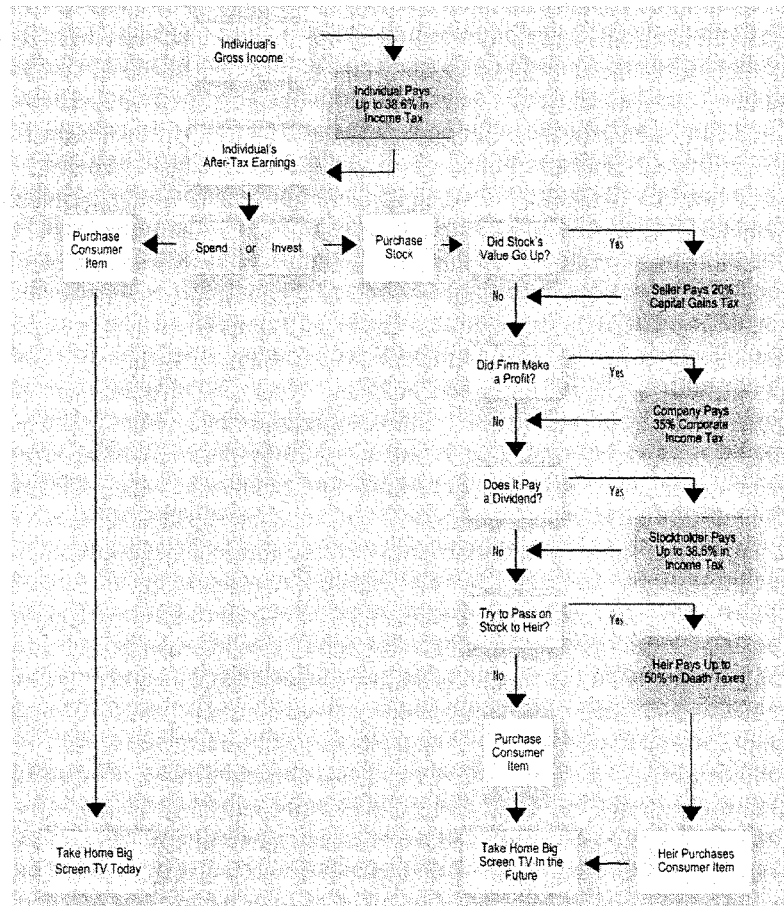 Individual's
Gross Income
Individual Pays
Up to 38.6% in
Income Tax
Individual's
After-Tax Earnings
Purchase
Consumer
Item
Spend or Invest
Purchase
Stock
Did Stock's
Value Go Up?
Yes
No
Seller Pays 20%
Capital Gains Tax
Did Firm Make
a Profit?
Yes
No
Company Pays
35% Corporate
Income Tax
Does It Pay
a Dividend?
Yes
No
Stockholder Pays
Up to 38.6% in
Income Tax
Try to Pass on
Stock to Heir?
Yes
No
Heir Pays Up to
50% in Death Taxes
Purchase
Consumer
Item
Take Home Big
Screen TV Today
Take Home Big
Screen TV In the
Future
Heir Purchases
Consumer Item